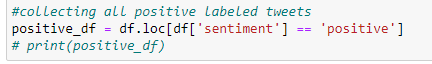 #collecting all positive labeled tweets
positive_df = df.loc[df['sentiment'] == 'positive']
# print(positive_df)